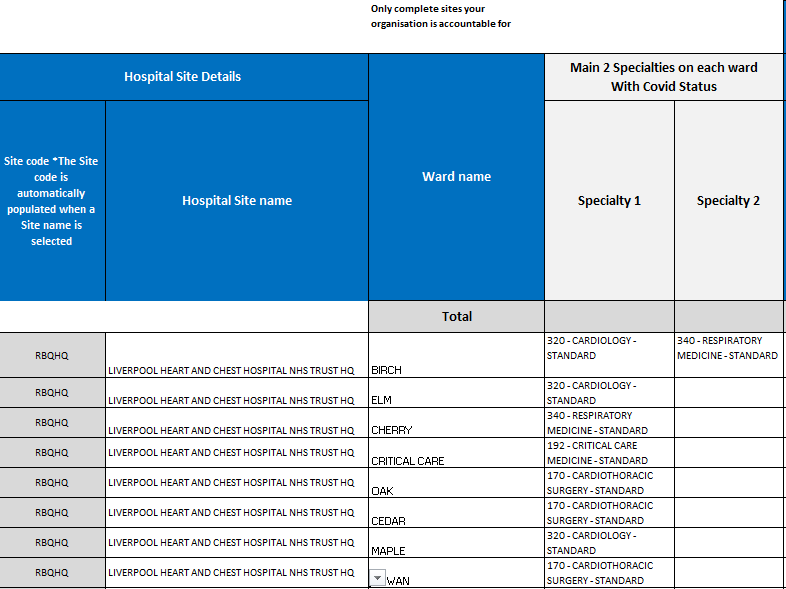 Only complete sites your
organisation is accountable for
Hospital Site Details
Main 2 Specialties on each ward
With Covid Status
Site code *The Site
code is
automatically
populated when a
Site name is
selected
Hospital Site name
Ward name
Specialty 1
Specialty 2
Total
RBQHQ
LIVERPOOL HEART AND CHEST HOSPITAL NHS TRUST HQ
BIRCH
320 - CARDIOLOGY -
STANDARD
340 - RESPIRATORY
MEDICINE - STANDARD
RBQHQ
LIVERPOOL HEART AND CHEST HOSPITAL NHS TRUST HQ
ELM
320 - CARDIOLOGY -
STANDARD
RBQHQ
LIVERPOOL HEART AND CHEST HOSPITAL NHS TRUST HQ
CHERRY
340 - RESPIRATORY
MEDICINE - STANDARD
RBQHQ
LIVERPOOL HEART AND CHEST HOSPITAL NHS TRUST HQ
CRITICAL CARE
192 - CRITICAL CARE
MEDICINE - STANDARD
RBQHQ
LIVERPOOL HEART AND CHEST HOSPITAL NHS TRUST HQ
OAK
170 - CARDIOTHORACIC
SURGERY - STANDARD
RBQHQ
LIVERPOOL HEART AND CHEST HOSPITAL NHS TRUST HQ
CEDAR
170 - CARDIOTHORACIC
SURGERY - STANDARD
RBQHQ
LIVERPOOL HEART AND CHEST HOSPITAL NHS TRUST HQ
MAPLE
320 - CARDIOLOGY -
STANDARD
RBQHQ
LIVERPOOL HEART AND CHEST HOSPITAL NHS TRUST HQ
WAN
170 - CARDIOTHORACIC
SURGERY - STANDARD